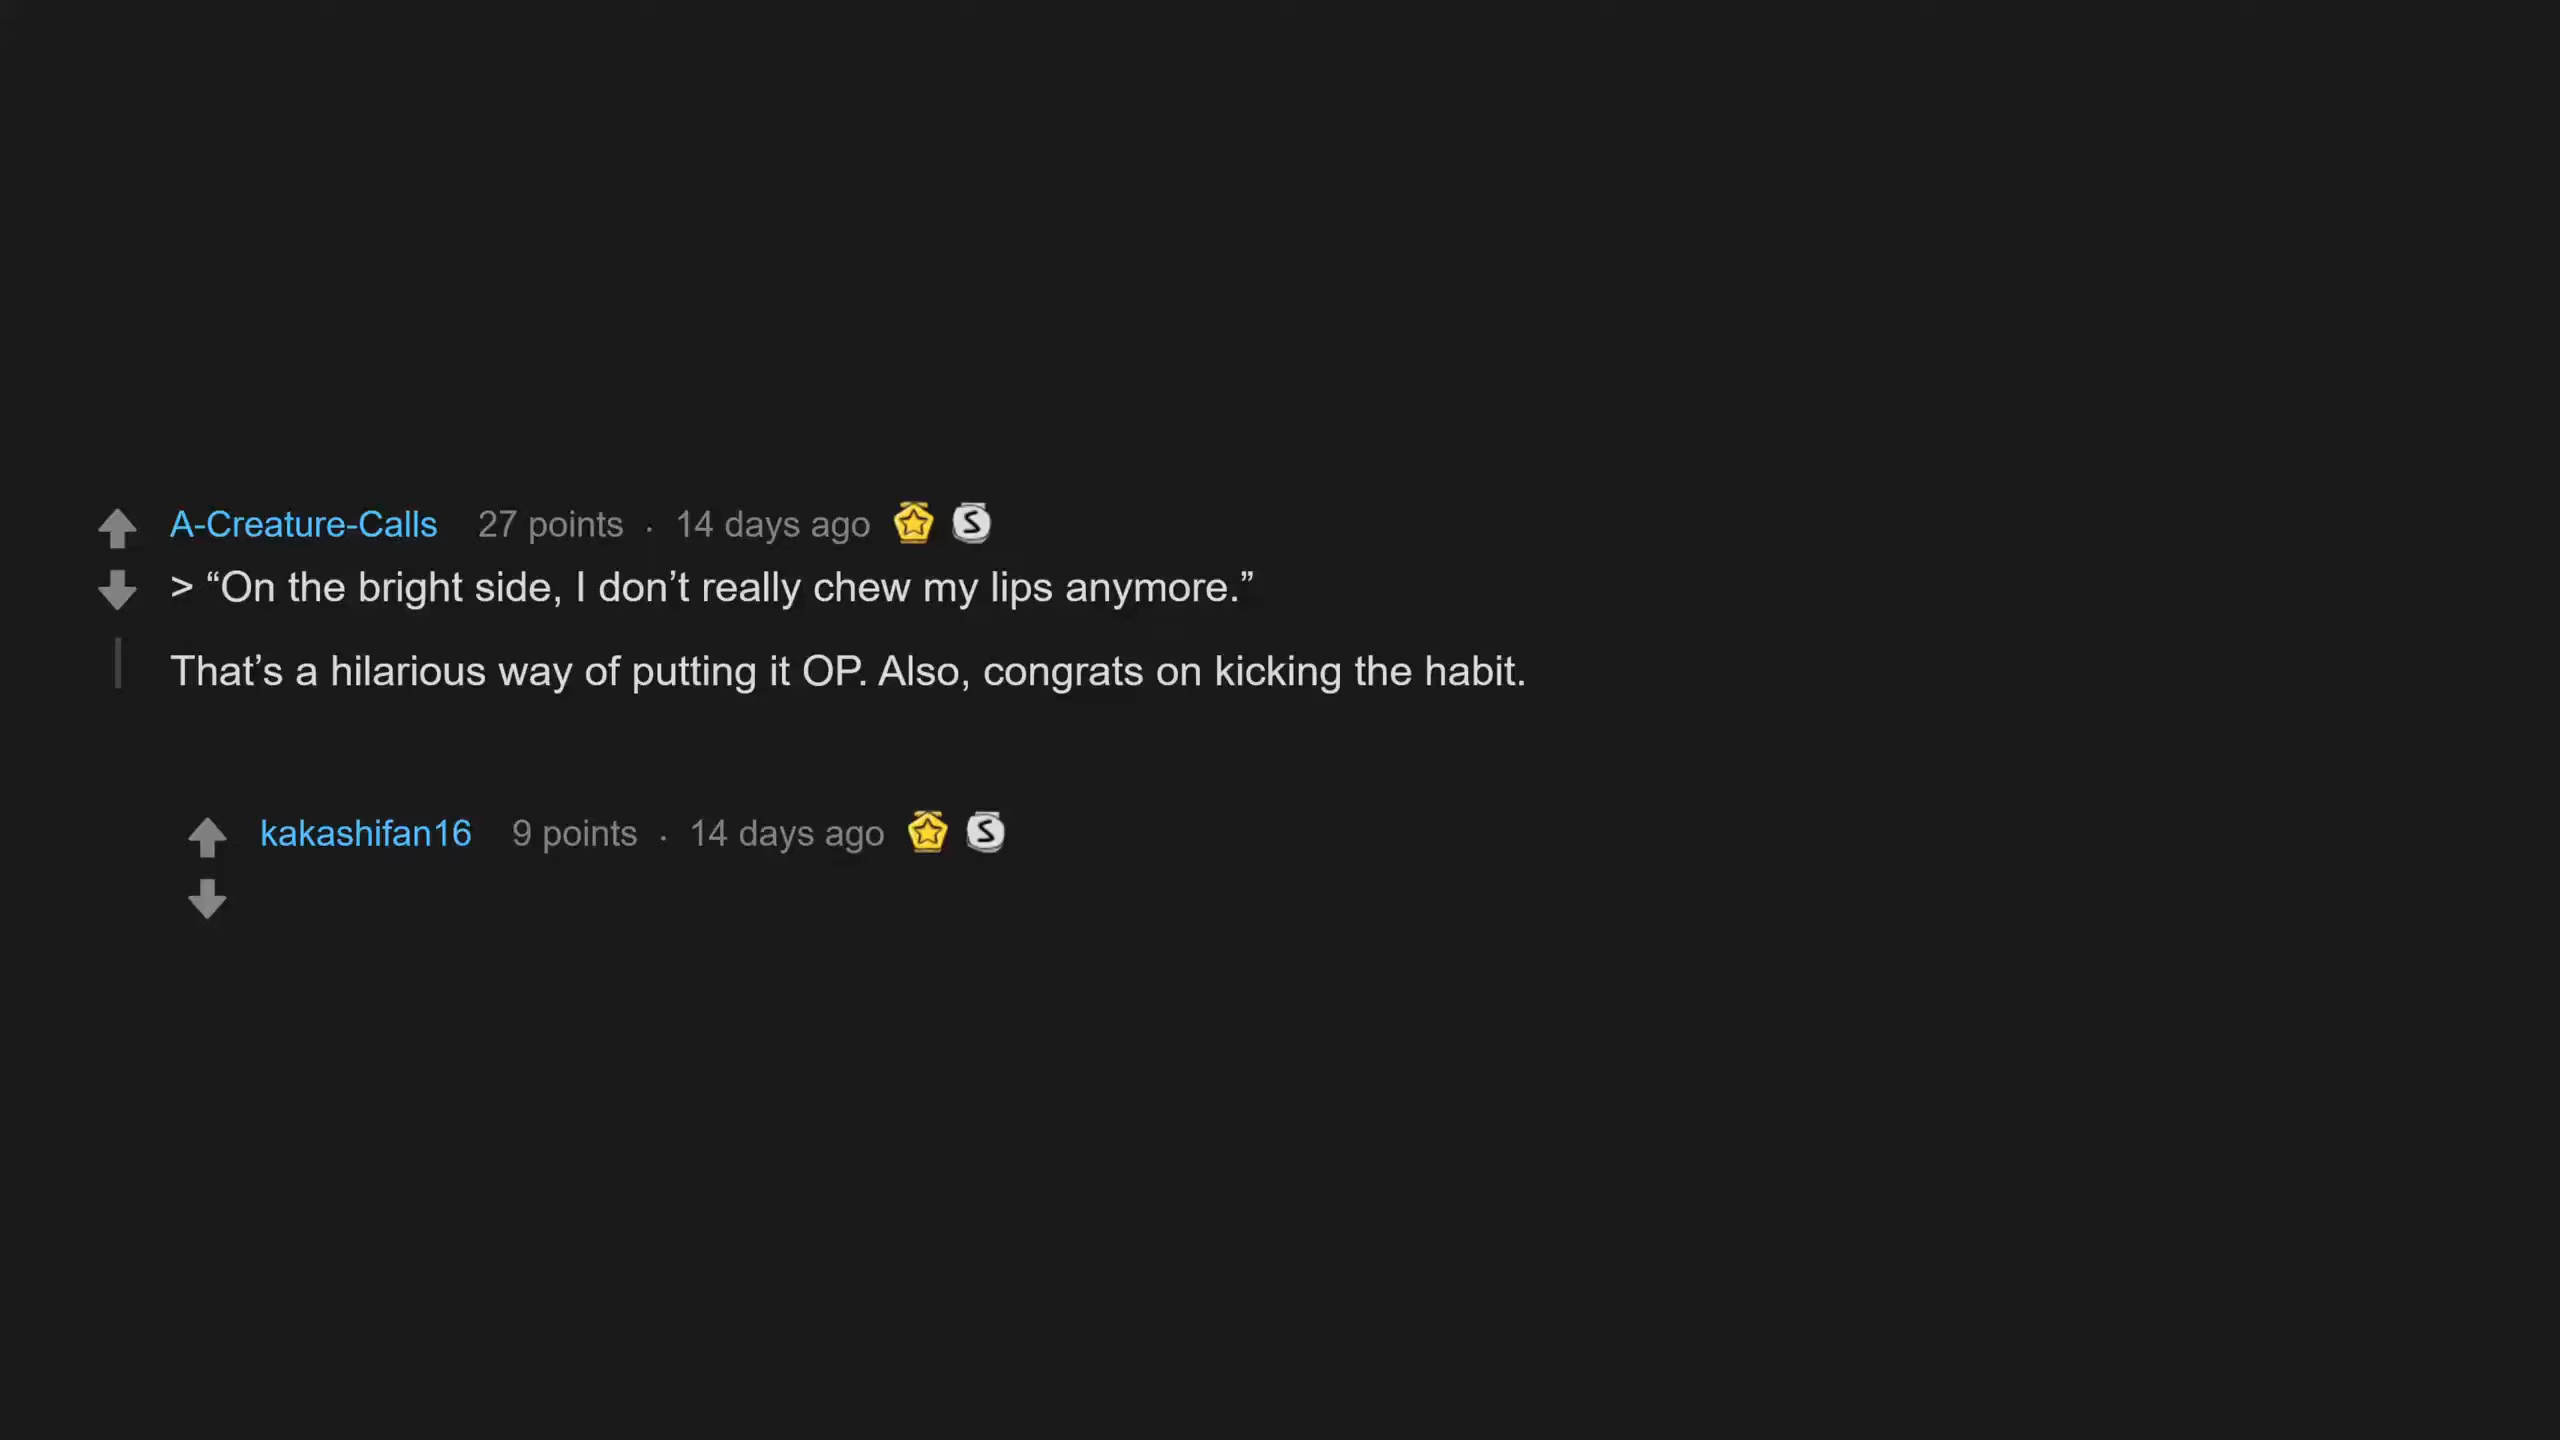 A-Creature-Calls 27 points · 14 days ago
> “On the bright side, I don’t really chew my lips anymore.”
That’s a hilarious way of putting it OP. Also, congrats on kicking the habit.
kakashifan16 9 points · 14 days ago